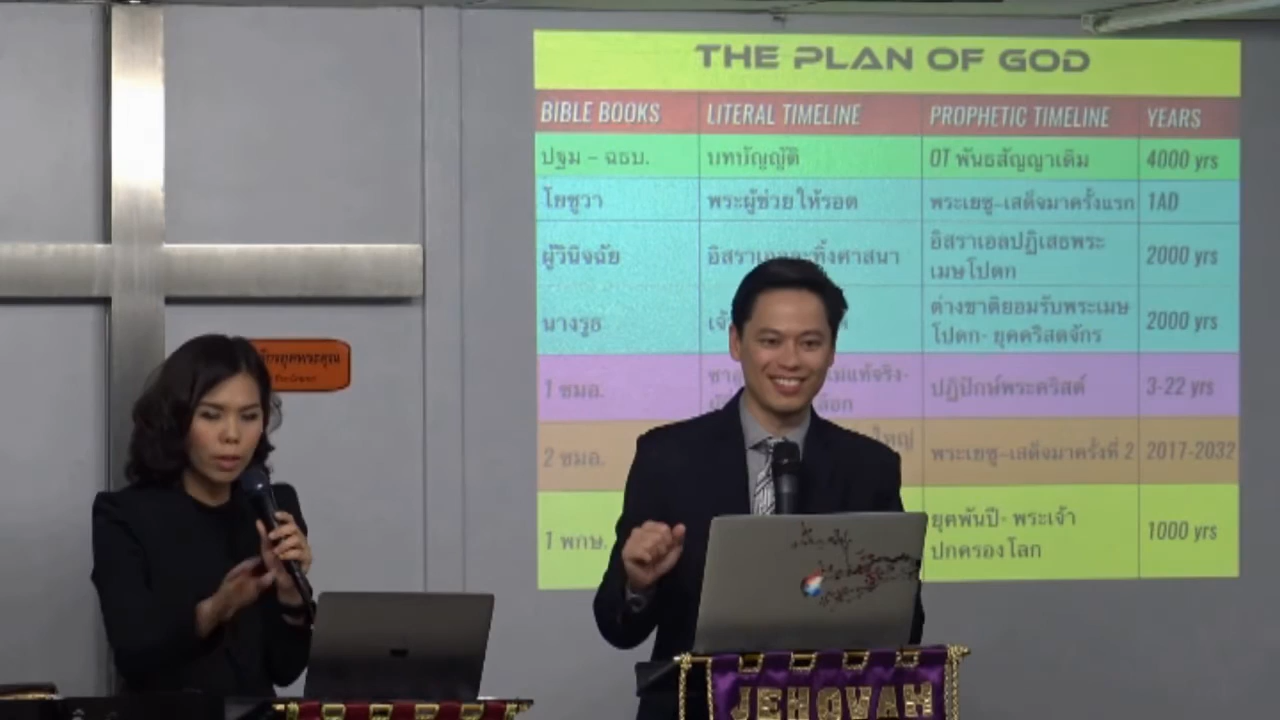 THE PLAN OF GOD
BIBLE BOOKS LITERAL TIMELINE PROPHETIC TIMELINE YEARS
ปฐม – ฉธบ. บทบัญญัติ OT พันธสัญญาเดิม 4000 yrs
โยชูวา พระผู้ช่วยให้รอด พระเยซู-เสด็จมาครั้งแรก 1AD
ผู้วินิจฉัย ทิ้งศาสนา อิสราเอลปฏิเสธพระ
เมษโปดก 2000 yrs
นางรูธ ต่างชาติยอมรับพระเมษ
โปดก- ยุคคริสตจักร 2000 yrs
1 ซมอ. ปฏิปักษ์พระคริสต์ 3-22 yrs
2 ซมอ. ใหญ่ พระเยซู-เสด็จมาครั้งที่ 2 2017-2032
1 พกษ. ยุคพันปี- พระเจ้า
ปกครองโลก 1000 yrs
JEHOVAH